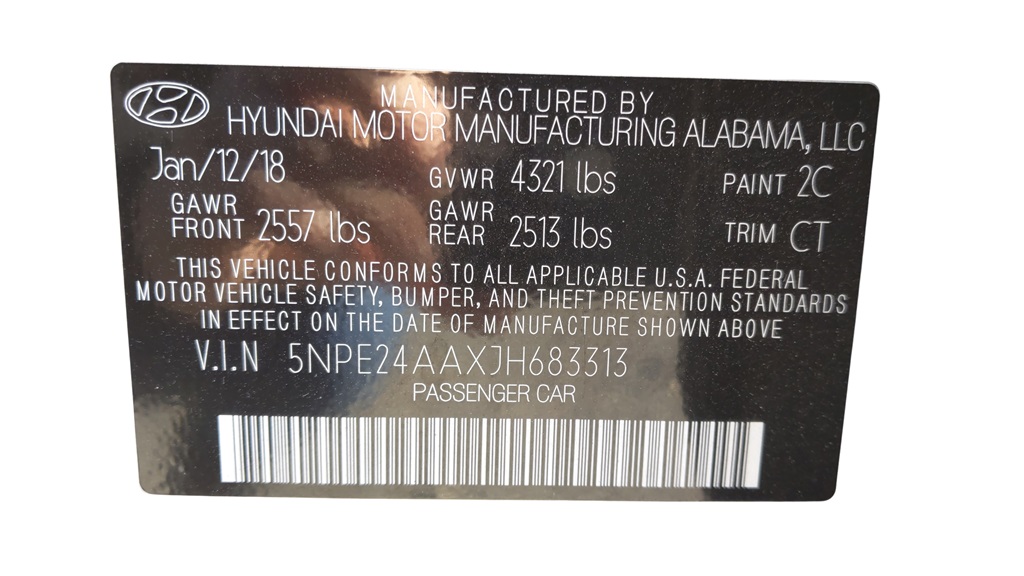 MANUFACTURED BY
HYUNDAI MOTOR MANUFACTURING ALABAMA, LLC
Jan/12/18 GVWR 4321 lbs PAINT 2C
GAWR FRONT 2557 lbs GAWR REAR 2513 lbs TRIM CT
THIS VEHICLE CONFORMS TO ALL APPLICABLE U.S.A. FEDERAL
MOTOR VEHICLE SAFETY, BUMPER, AND THEFT PREVENTION STANDARDS
IN EFFECT ON THE DATE OF MANUFACTURE SHOWN ABOVE
V.I.N 5NPE24AAXJH683313
PASSENGER CAR